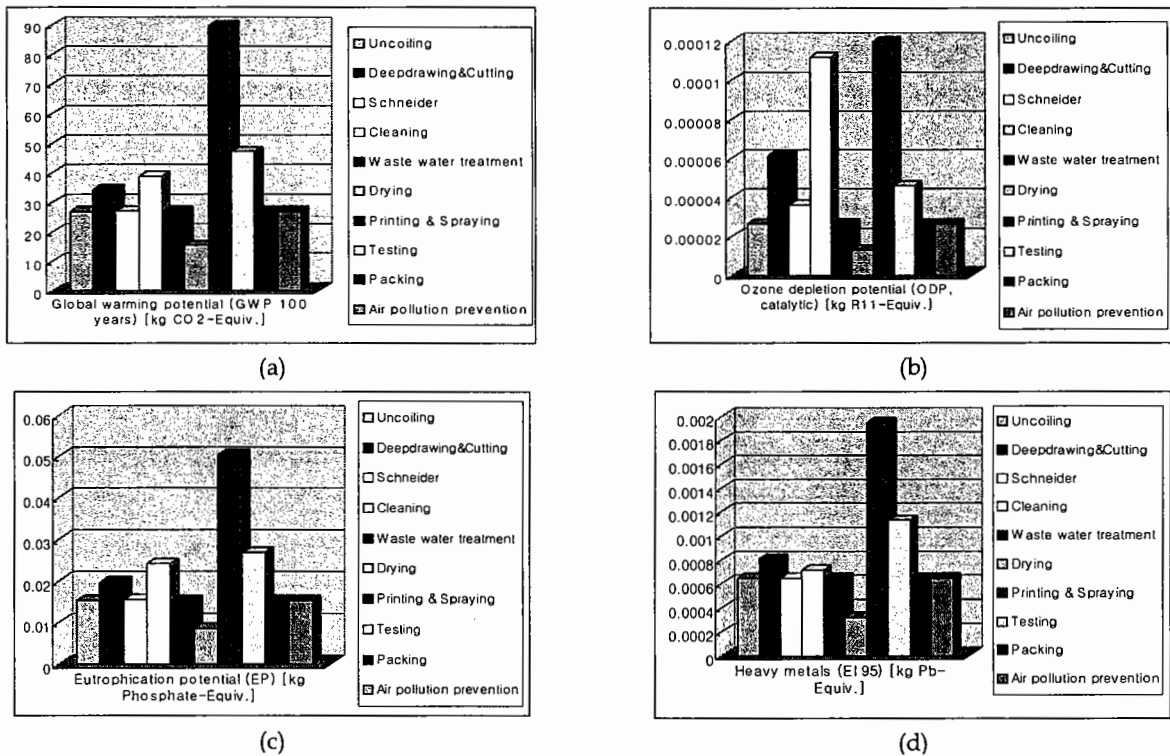 90
80
70
60
50
40
30
20
10
0
Global warming potential (GWP 100
years) [kg CO2-Equiv.]
Uncoiling
Deepdrawing&Cutting
Schneider
Cleaning
Waste water treatment
Drying
Printing & Spraying
Testing
Packing
Air pollution prevention
(a)
0.00012
0.0001
0.00008
0.00006
0.00004
0.00002
0
Ozone depletion potential (ODP,
catalytic) [kg R11-Equiv.]
Uncoiling
Deepdrawing&Cutting
Schneider
Cleaning
Waste water treatment
Drying
Printing & Spraying
Testing
Packing
Air pollution prevention
(b)
0.06
0.05
0.04
0.03
0.02
0.01
0
Eutrophication potential (EP) [kg
Phosphate-Equiv.]
Uncoiling
Deepdrawing&Cutting
Schneider
Cleaning
Waste water treatment
Drying
Printing & Spraying
Testing
Packing
Air pollution prevention
(c)
0.002
0.0018
0.0016
0.0014
0.0012
0.001
0.0008
0.0006
0.0004
0.0002
0
Heavy metals (EI95) [kg Pb-
Equiv.]
Uncoiling
Deepdrawing&Cutting
Schneider
Cleaning
Waste water treatment
Drying
Printing & Spraying
Testing
Packing
Air pollution prevention
(d)